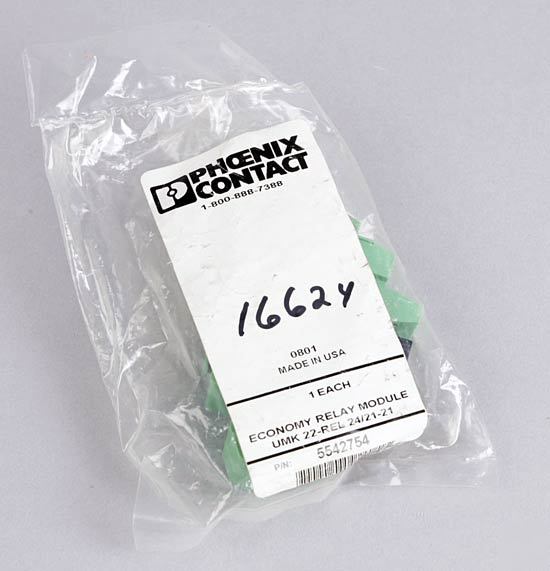 PHŒNIX
CONTACT
1-800-888-7388
16624
0801
MADE IN USA
1 EACH
ECONOMY RELAY MODULE
UMK 22-REL 24/21-21
P/N: 5542754